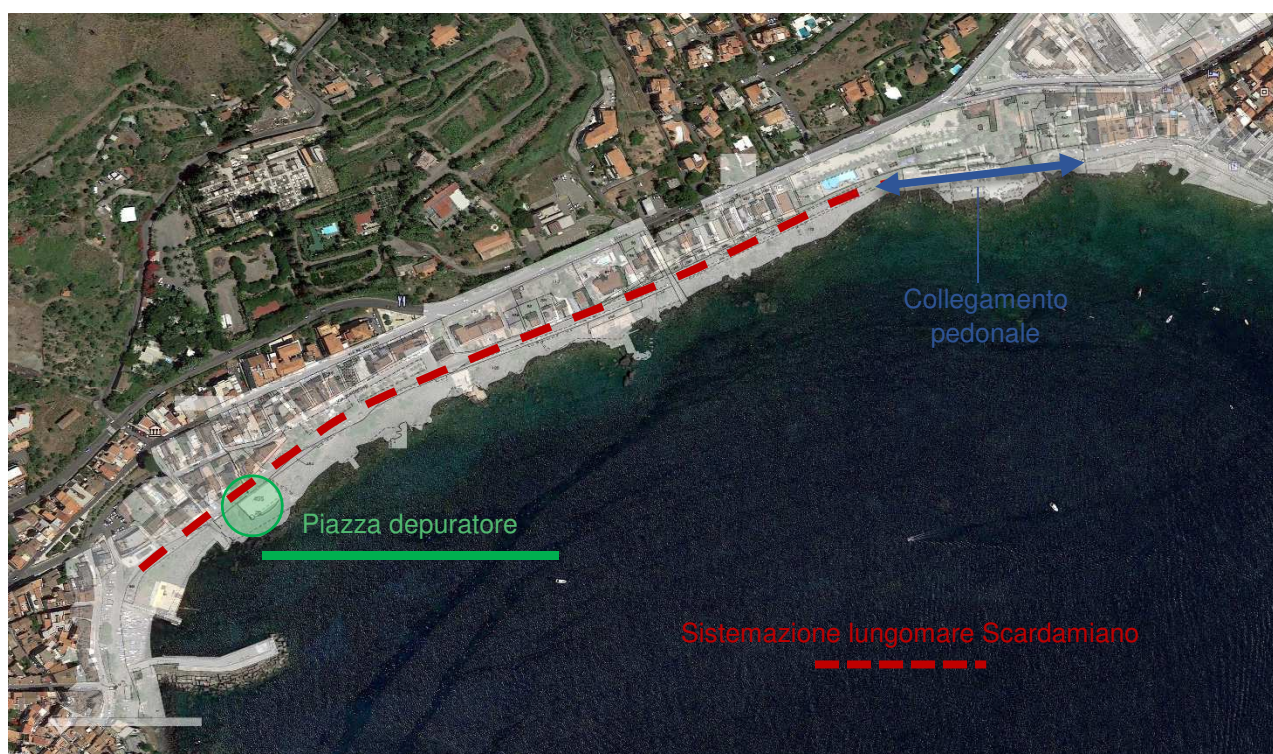 Collegamento
pedonale
Piazza depuratore
Sistemazione lungomare Scardamiano